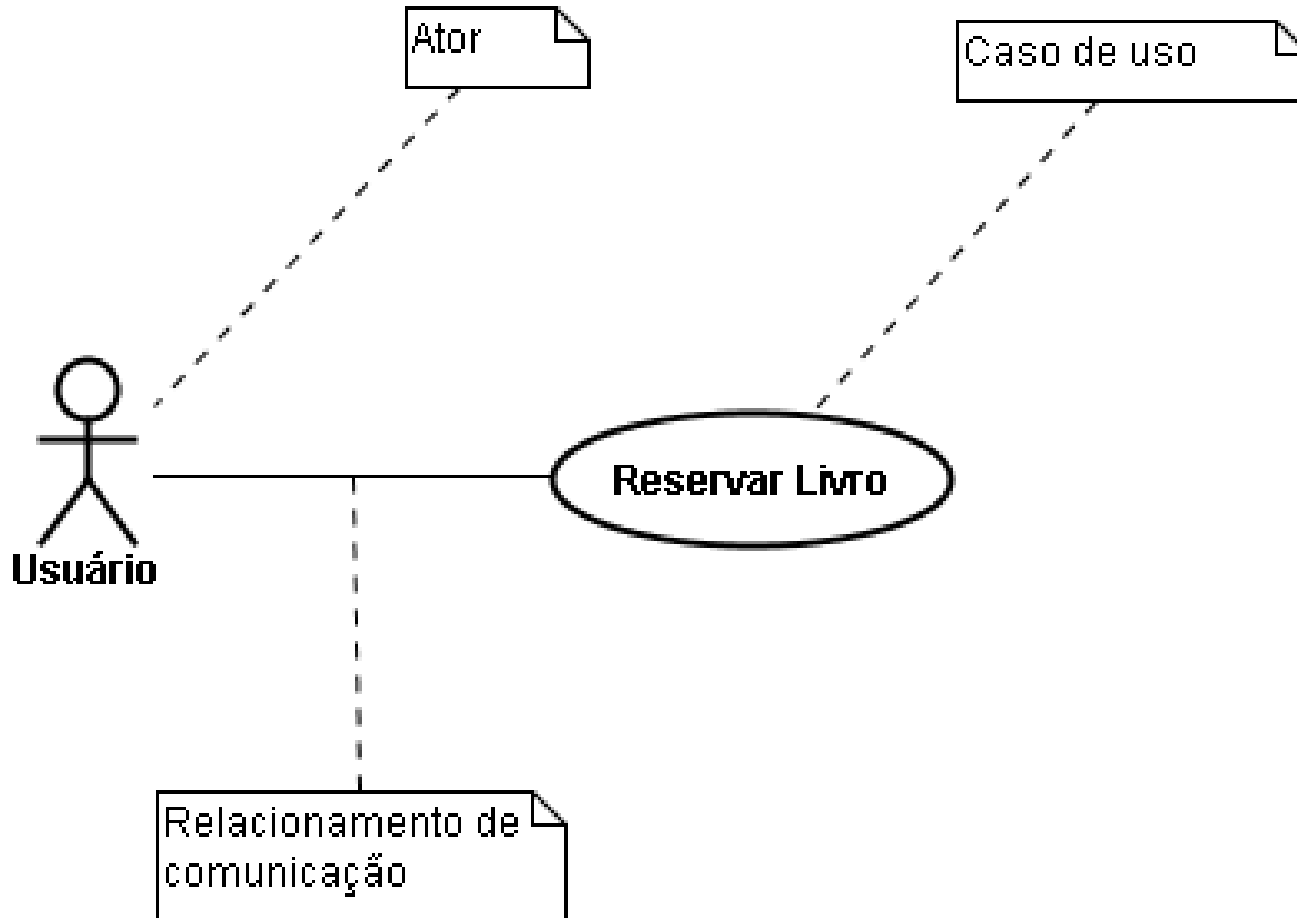 Ator
Caso de uso
Reservar Livro
Usuário
Relacionamento de
comunicação